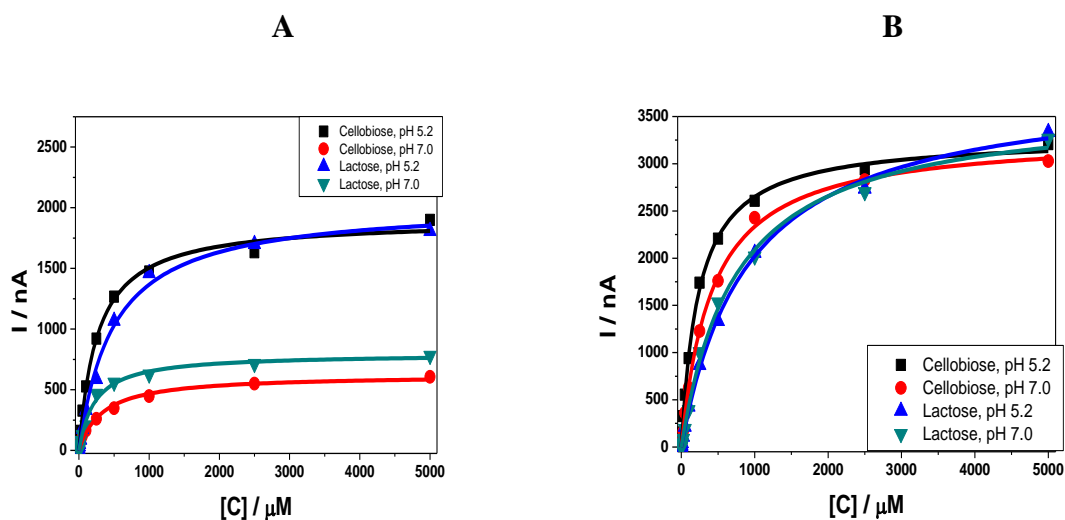 A
I / nA
2500
2000
1500
1000
500
0
Cellobiose, pH 5.2
Cellobiose, pH 7.0
Lactose, pH 5.2
Lactose, pH 7.0
0 1000 2000 3000 4000 5000
[C] / μM
B
I / nA
3500
3000
2500
2000
1500
1000
500
0
Cellobiose, pH 5.2
Cellobiose, pH 7.0
Lactose, pH 5.2
Lactose, pH 7.0
0 1000 2000 3000 4000 5000
[C] / μM